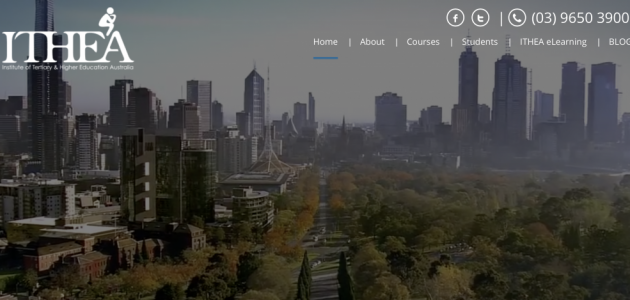 (03) 9650 3900
ITHEA
Institute of Tertiary & Higher Education Australia
Home | About | Courses | Students | ITHEA eLearning | BLOG